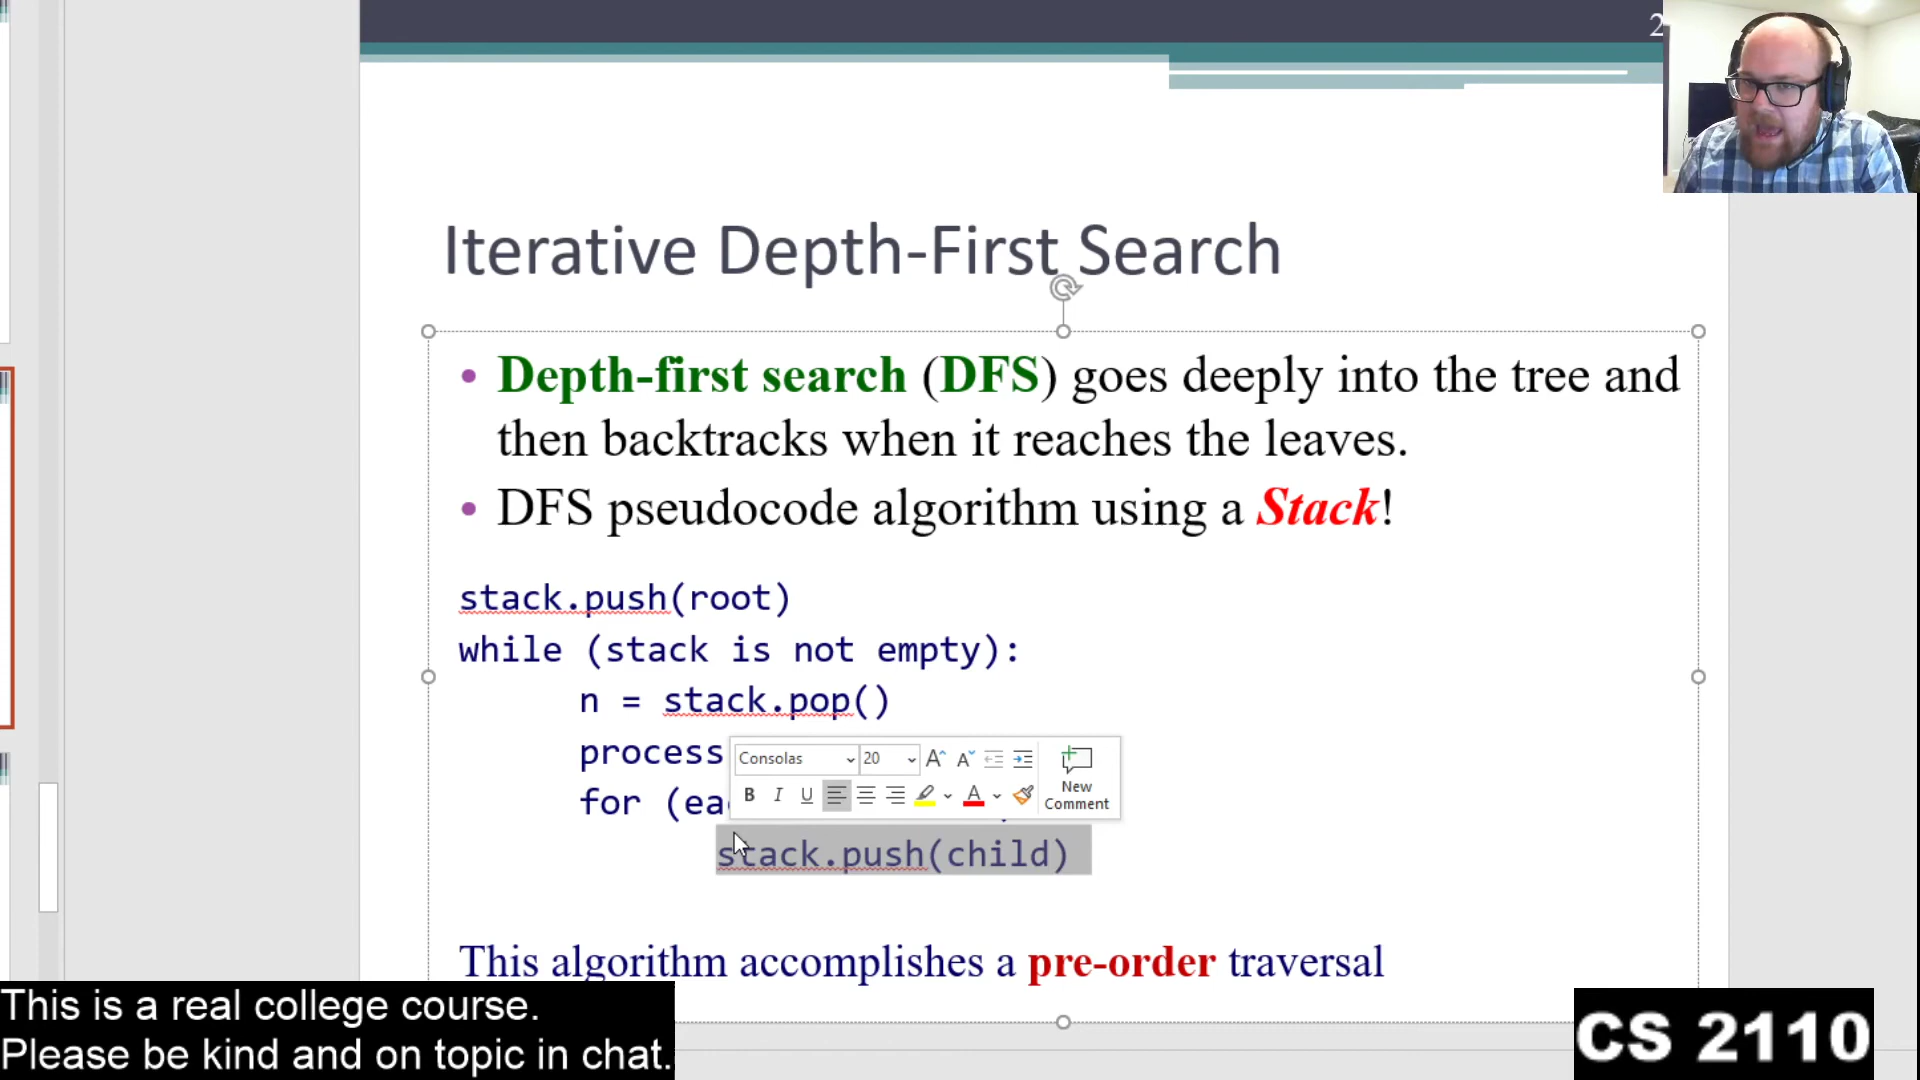 2
Iterative Depth-First Search
• Depth-first search (DFS) goes deeply into the tree and
then backtracks when it reaches the leaves.
• DFS pseudocode algorithm using a Stack!
stack.push(root)
while (stack is not empty):
n = stack.pop()
process
Consolas 20
for (ea
B I U A New
Comment
stack.push(child)
This algorithm accomplishes a pre-order traversal
This is a real college course.
Please be kind and on topic in chat.
CS 2110